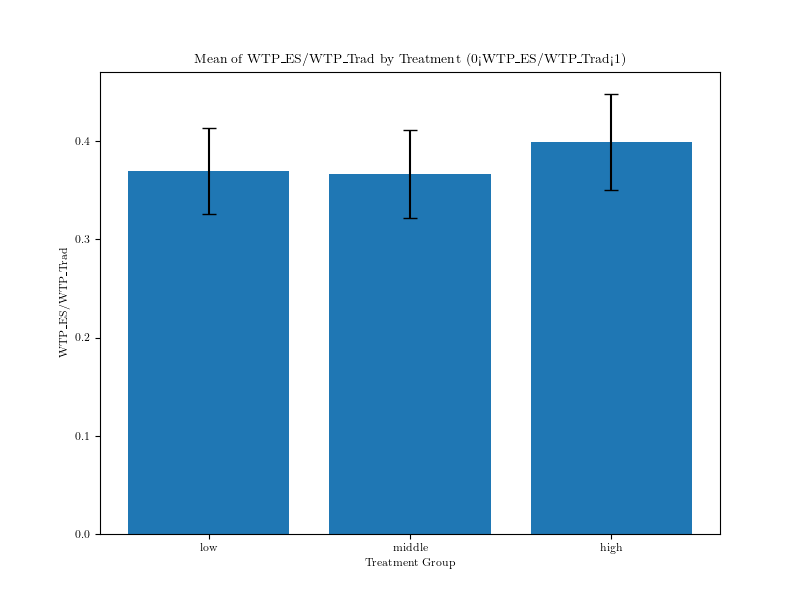 Mean of WTP_ES/WTP_Trad by Treatment (0<WTP_ES/WTP_Trad<1)
WTP_ES/WTP_Trad
0.4
0.3
0.2
0.1
0.0
low middle high
Treatment Group